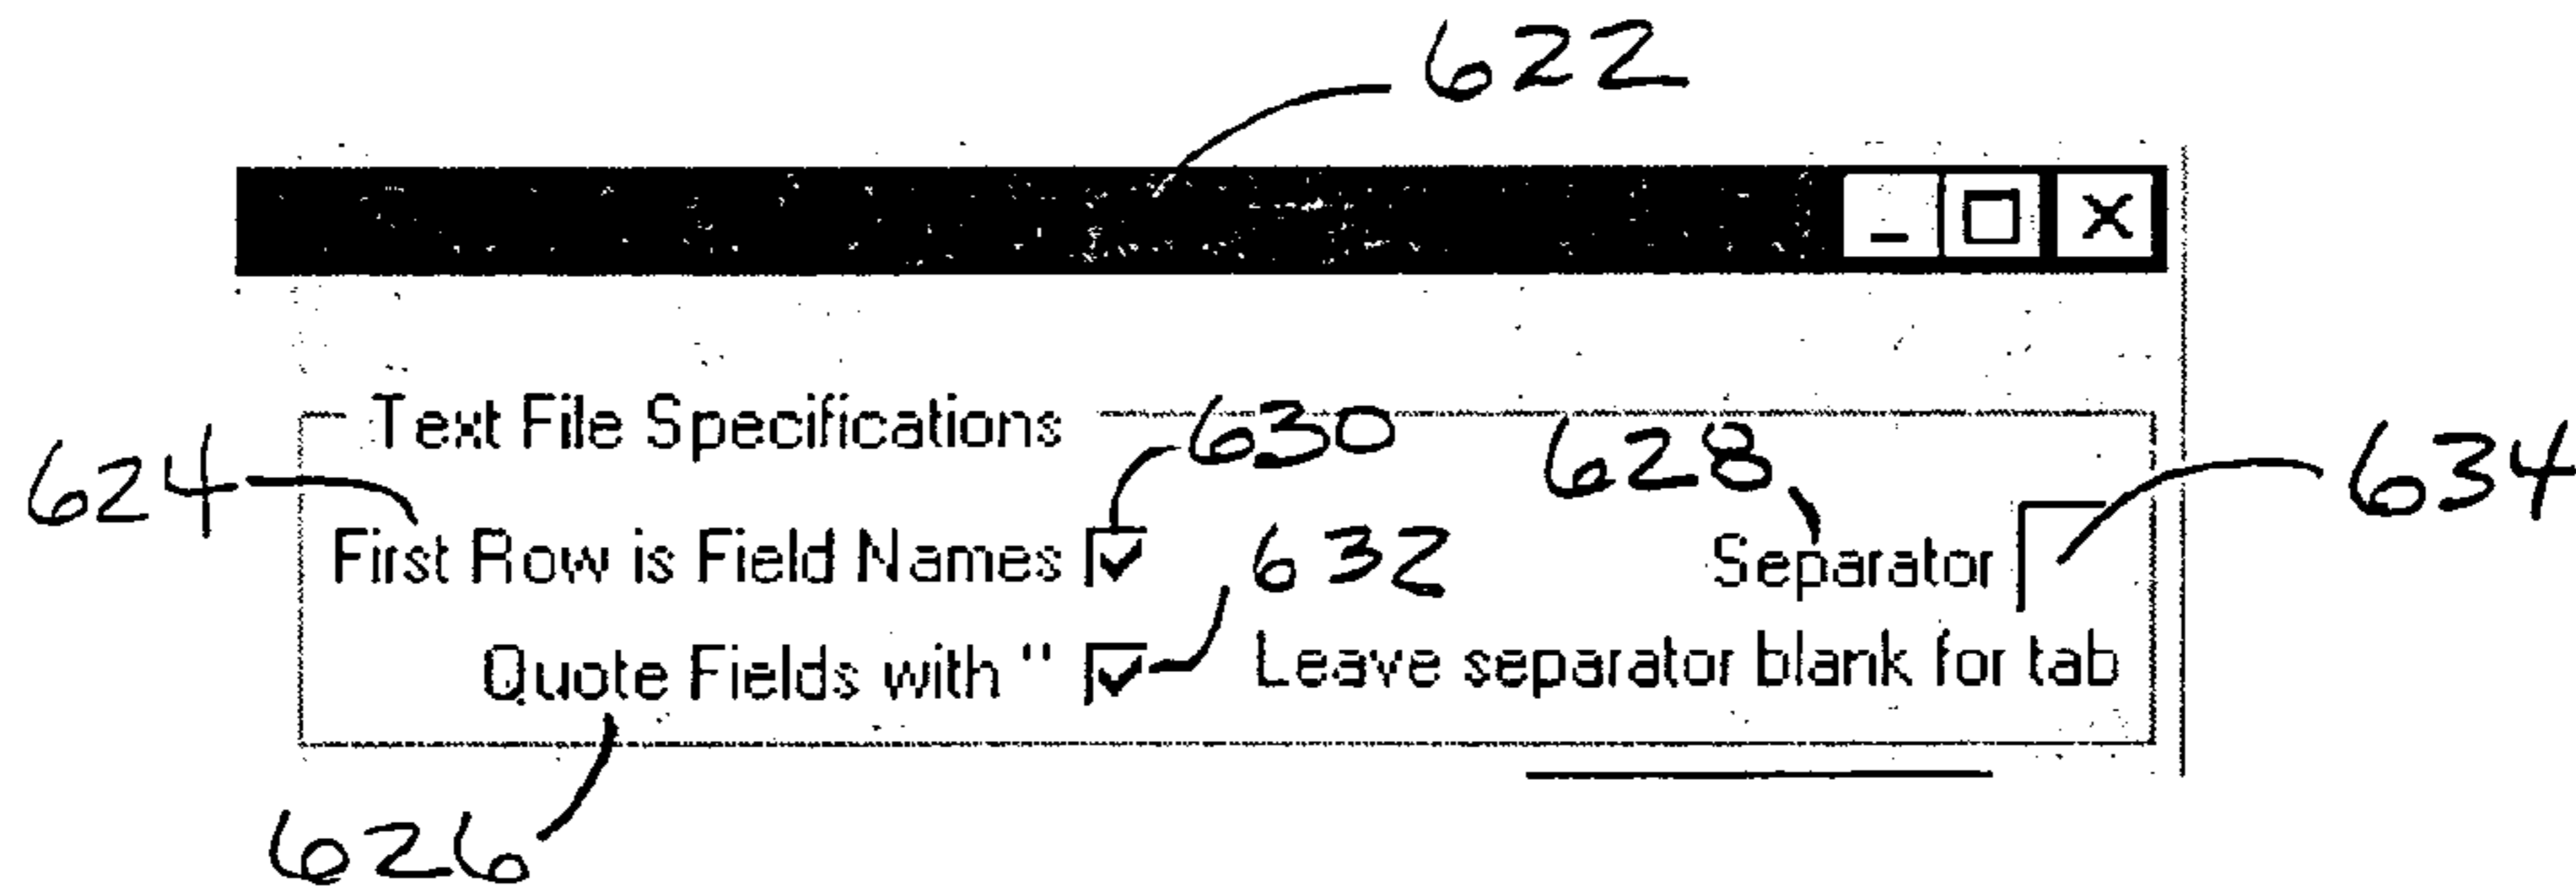 622
Text File Specifications
630
628
634
624
First Row is Field Names
632
Separator
Quote Fields with "
Leave separator blank for tab
626